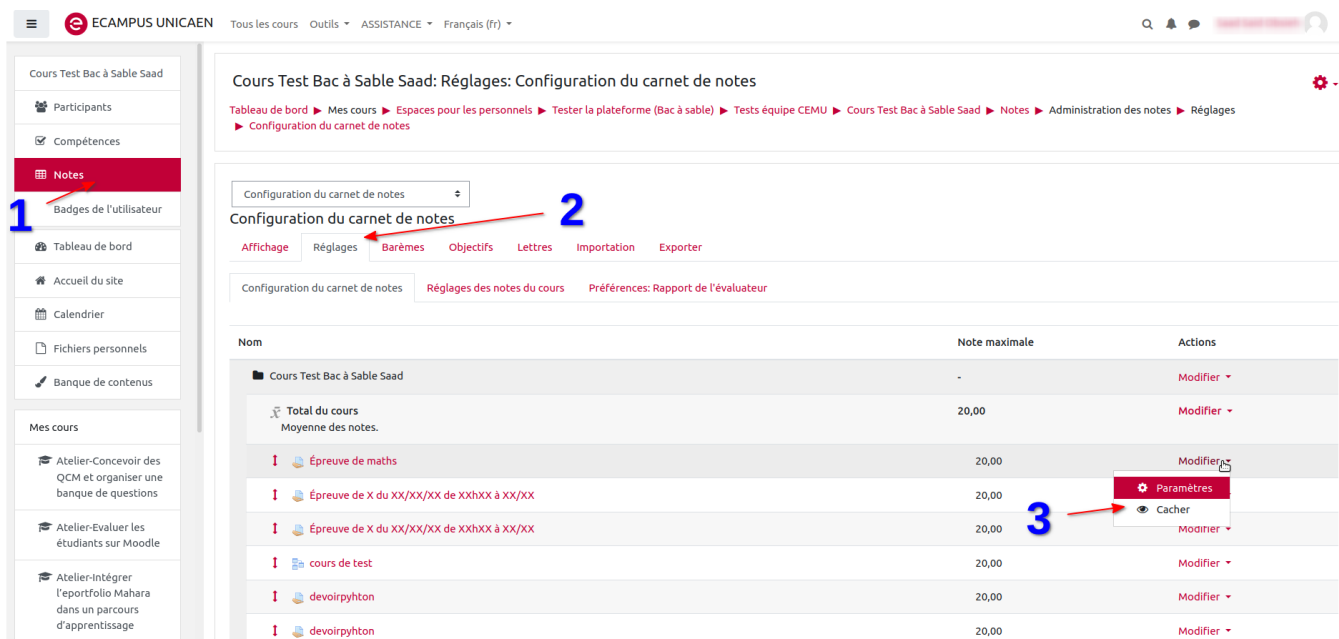 ECAMPUS UNICAEN Tous les cours Outils ASSISTANCE Français (fr)
Cours Test Bac à Sable Saad
Participants
Compétences
Notes
1
Badges de l'utilisateur
Tableau de bord
Accueil du site
Calendrier
Fichiers personnels
Banque de contenus
Mes cours
Atelier-Concevoir des
QCM et organiser une
banque de questions
Atelier-Evaluer les
étudiants sur Moodle
Atelier-Intégrer
l'eportfolio Mahara
dans un parcours
d'apprentissage
Cours Test Bac à Sable Saad: Réglages: Configuration du carnet de notes
Tableau de bord ► Mes cours ► Espaces pour les personnels ► Tester la plateforme (Bac à sable) ► Tests équipe CEMU ► Cours Test Bac à Sable Saad ► Notes ► Administration des notes ► Réglages
► Configuration du carnet de notes
Configuration du carnet de notes
2
Configuration du carnet de notes
Affichage Réglages Barèmes Objectifs Lettres Importation Exporter
Configuration du carnet de notes Réglages des notes du cours Préférences: Rapport de l'évaluateur
Nom Note maximale Actions
Cours Test Bac à Sable Saad - Modifier
Total du cours 20,00 Modifier
Moyenne des notes.
Épreuve de maths 20,00 Modifier
Paramètres
Épreuve de X du XX/XX/XX de XXhXX à XX/XX 20,00
3 Cacher
Épreuve de X du XX/XX/XX de XXhXX à XX/XX 20,00 Modifier
cours de test 20,00 Modifier
devoirpyhton 20,00 Modifier
devoirpyhton 20,00 Modifier